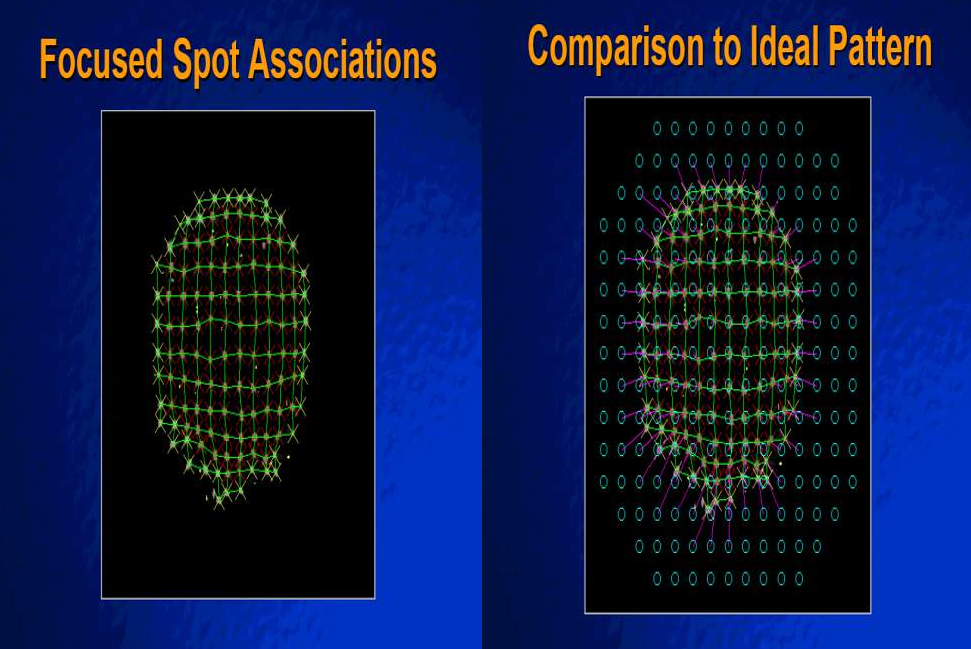 Focused Spot Associations
Comparison to Ideal Pattern